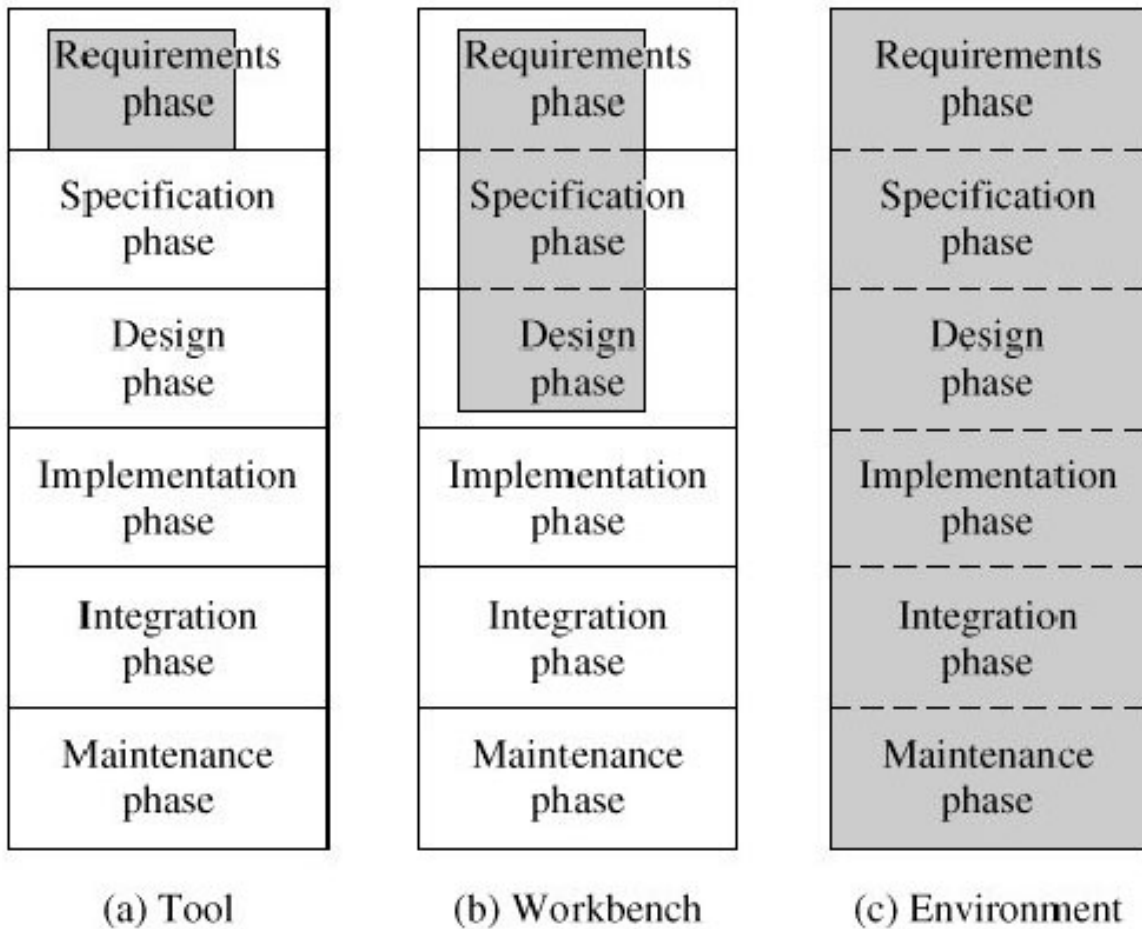 Requirements
phase
Specification
phase
Design
phase
Implementation
phase
Integration
phase
Maintenance
phase
(a) Tool
Requirements
phase
Specification
phase
Design
phase
Implementation
phase
Integration
phase
Maintenance
phase
(b) Workbench
Requirements
phase
Specification
phase
Design
phase
Implementation
phase
Integration
phase
Maintenance
phase
(c) Environment